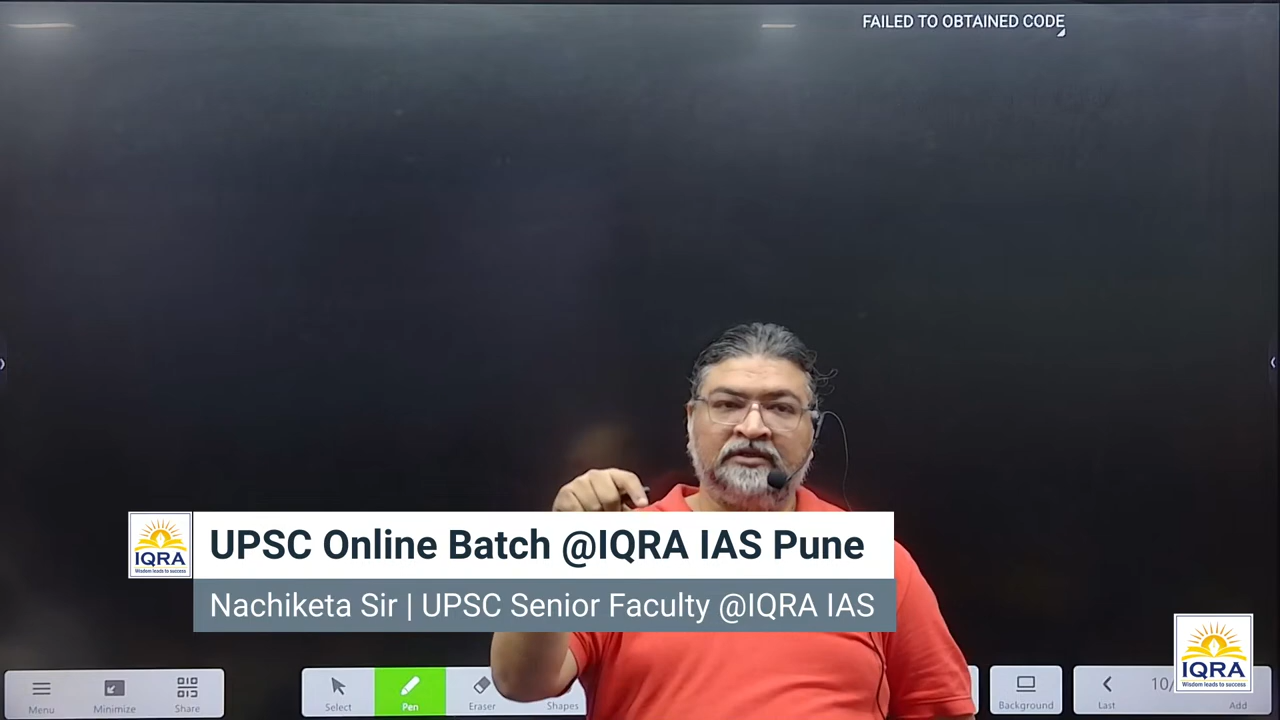 FAILED TO OBTAINED CODE
IQRA
Wisdom leads to success
UPSC Online Batch @IQRA IAS Pune
Nachiketa Sir | UPSC Senior Faculty @IQRA IAS
IQRA
Wisdom leads to success
Menu
Minimize
Share
Select
Pen
Eraser
Shapes
Background
Last
10/
Add